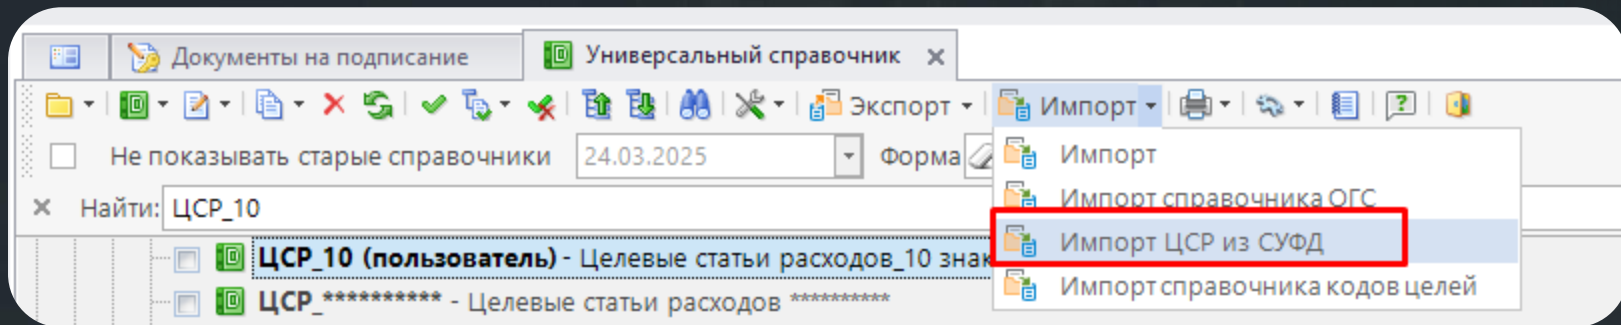 Документы на подписание Универсальный справочник
Экспорт Импорт
Не показывать старые справочники 24.03.2025 Форма
Импорт
Найти: ЦСР_10
Импорт справочника ОГС
Импорт ЦСР из СУФД
Импорт справочника кодов целей
ЦСР_10 (пользователь) - Целевые статьи расходов_10 знак
ЦСР_********** - Целевые статьи расходов **********